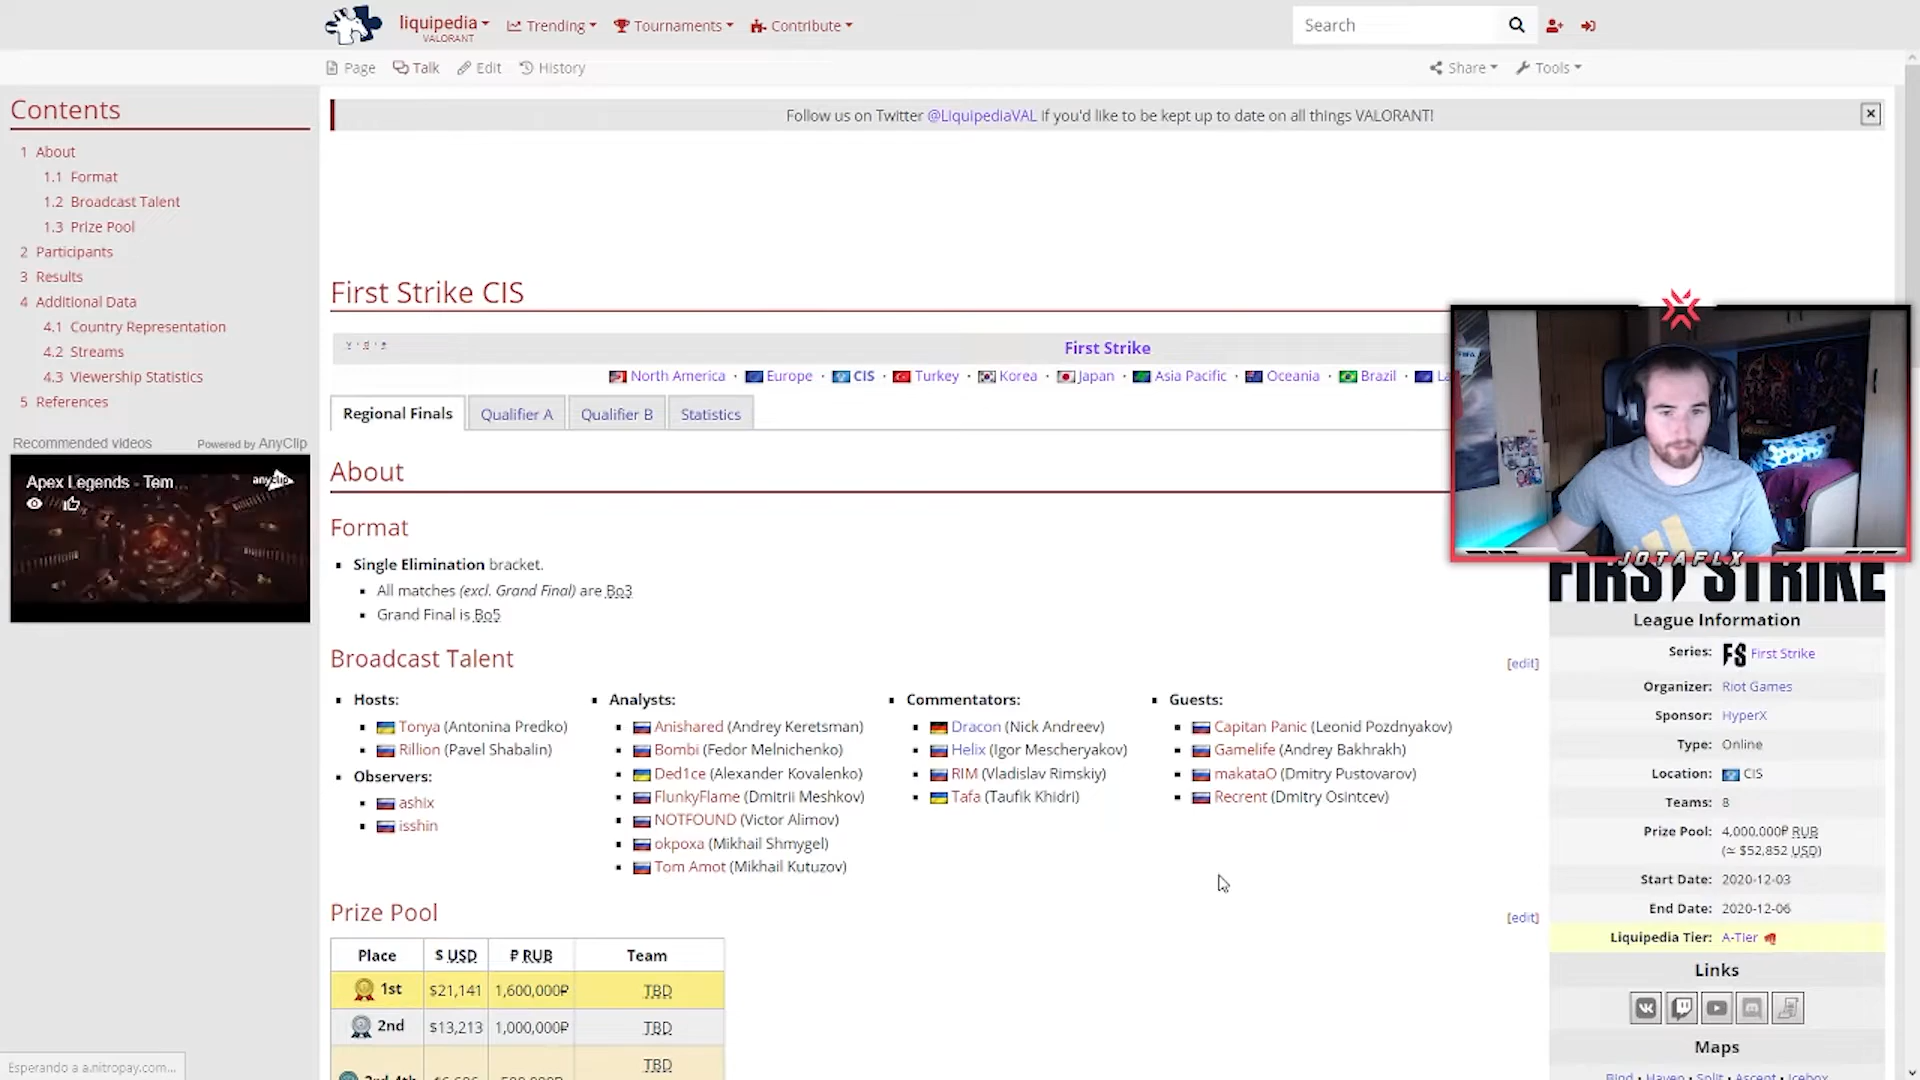 liquipedia
VALORANT
Trending
Tournaments
Contribute
Search
Page
Talk
Edit
History
Share
Tools
Contents
1 About
1.1 Format
1.2 Broadcast Talent
1.3 Prize Pool
2 Participants
3 Results
4 Additional Data
4.1 Country Representation
4.2 Streams
4.3 Viewership Statistics
5 References
Recommended videos
Powered by AnyClip
Apex Legends - Tem...
anyclip
Follow us on Twitter @LiquipediaVAL if you'd like to be kept up to date on all things VALORANT!
First Strike CIS
v · d · e
First Strike
North America · Europe · CIS · Turkey · Korea · Japan · Asia Pacific · Oceania · Brazil · La
Regional Finals
Qualifier A
Qualifier B
Statistics
About
Format
Single Elimination bracket.
All matches (excl. Grand Final) are Bo3
Grand Final is Bo5
Broadcast Talent
[edit]
Hosts:
Tonya (Antonina Predko)
Rillion (Pavel Shabalin)
Observers:
ashix
isshin
Analysts:
Anishared (Andrey Keretsman)
Bombi (Fedor Melnichenko)
Ded1ce (Alexander Kovalenko)
FlunkyFlame (Dmitrii Meshkov)
NOTFOUND (Victor Alimov)
okpoxa (Mikhail Shmygel)
Tom Amot (Mikhail Kutuzov)
Commentators:
Dracon (Nick Andreev)
Helix (Igor Mescheryakov)
RIM (Vladislav Rimskiy)
Tafa (Taufik Khidri)
Guests:
Capitan Panic (Leonid Pozdnyakov)
Gamelife (Andrey Bakhrakh)
makataO (Dmitry Pustovarov)
Recrent (Dmitry Osintcev)
Prize Pool
[edit]
Place $ USD ₽ RUB Team
1st $21,141 1,600,000₽ TBD
2nd $13,213 1,000,000₽ TBD
TBD
JOTAFLX
FIRST STRIKE
League Information
Series: FS First Strike
Organizer: Riot Games
Sponsor: HyperX
Type: Online
Location: CIS
Teams: 8
Prize Pool: 4,000,000₽ RUB
(≃ $52,852 USD)
Start Date: 2020-12-03
End Date: 2020-12-06
Liquipedia Tier: A-Tier
Links
Maps
Bind · Haven · Split · Ascent · Icebox
Esperando a a.nitropay.com...